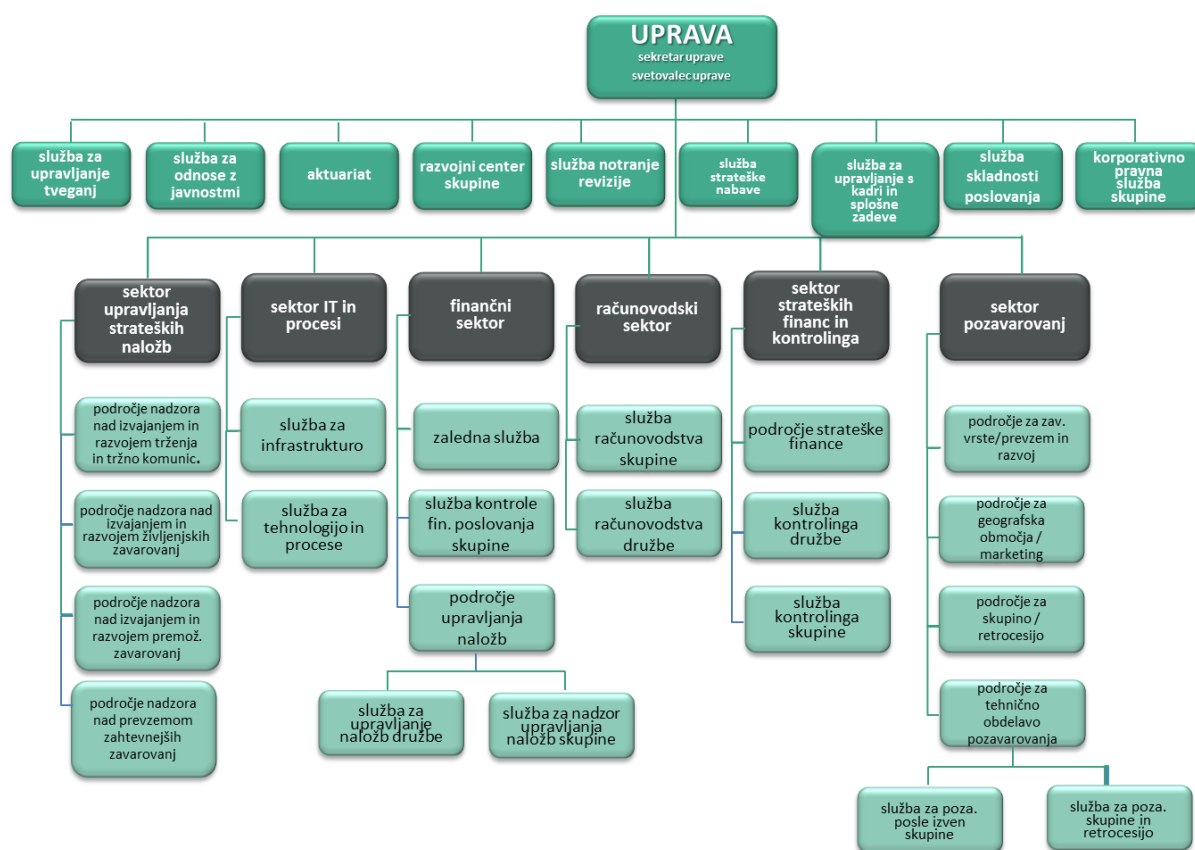 UPRAVA
sekretar uprave
svetovalec uprave
služba za
upravljanje
tveganj
služba za
odnose z
javnostmi
aktuariat
razvojni center
skupine
služba notranje
revizije
služba
strateške
nabave
služba za
upravljanje s
kadri in
splošne
zadeve
služba
skladnosti
poslovanja
korporativno
pravna
služba
skupine
sektor
upravljanja
strateških
naložb
sektor IT in
procesi
finančni
sektor
računovodski
sektor
sektor
strateških
financ in
kontrolinga
sektor
pozavarovanj
področje nadzora
nad izvajanjem in
razvojem trženja
in tržno komunic.
služba za
infrastrukturo
zaledna služba
služba
računovodstva
skupine
področje strateške
finance
področje za zav.
vrste/prevzem in
razvoj
področje nadzora nad
izvajanjem in
razvojem življenjskih
zavarovanj
služba za
tehnologijo in
procese
služba kontrole
fin. poslovanja
skupine
služba
računovodstva
družbe
služba
kontrolinga
družbe
področje za
geografska
območja /
marketing
področje nadzora
nad izvajanjem in
razvojem premož.
zavarovanj
področje
upravljanja
naložb
služba
kontrolinga
skupine
področje za
skupino /
retrocesijo
področje nadzora
nad prevzemom
zahtevnejših
zavarovanj
služba za
upravljanje
naložb družbe
služba za nadzor
upravljanja
naložb skupine
področje za
tehnično
obdelavo
pozavarovanja
služba za poza.
posle izven
skupine
služba za poza.
skupine in
retrocesijo